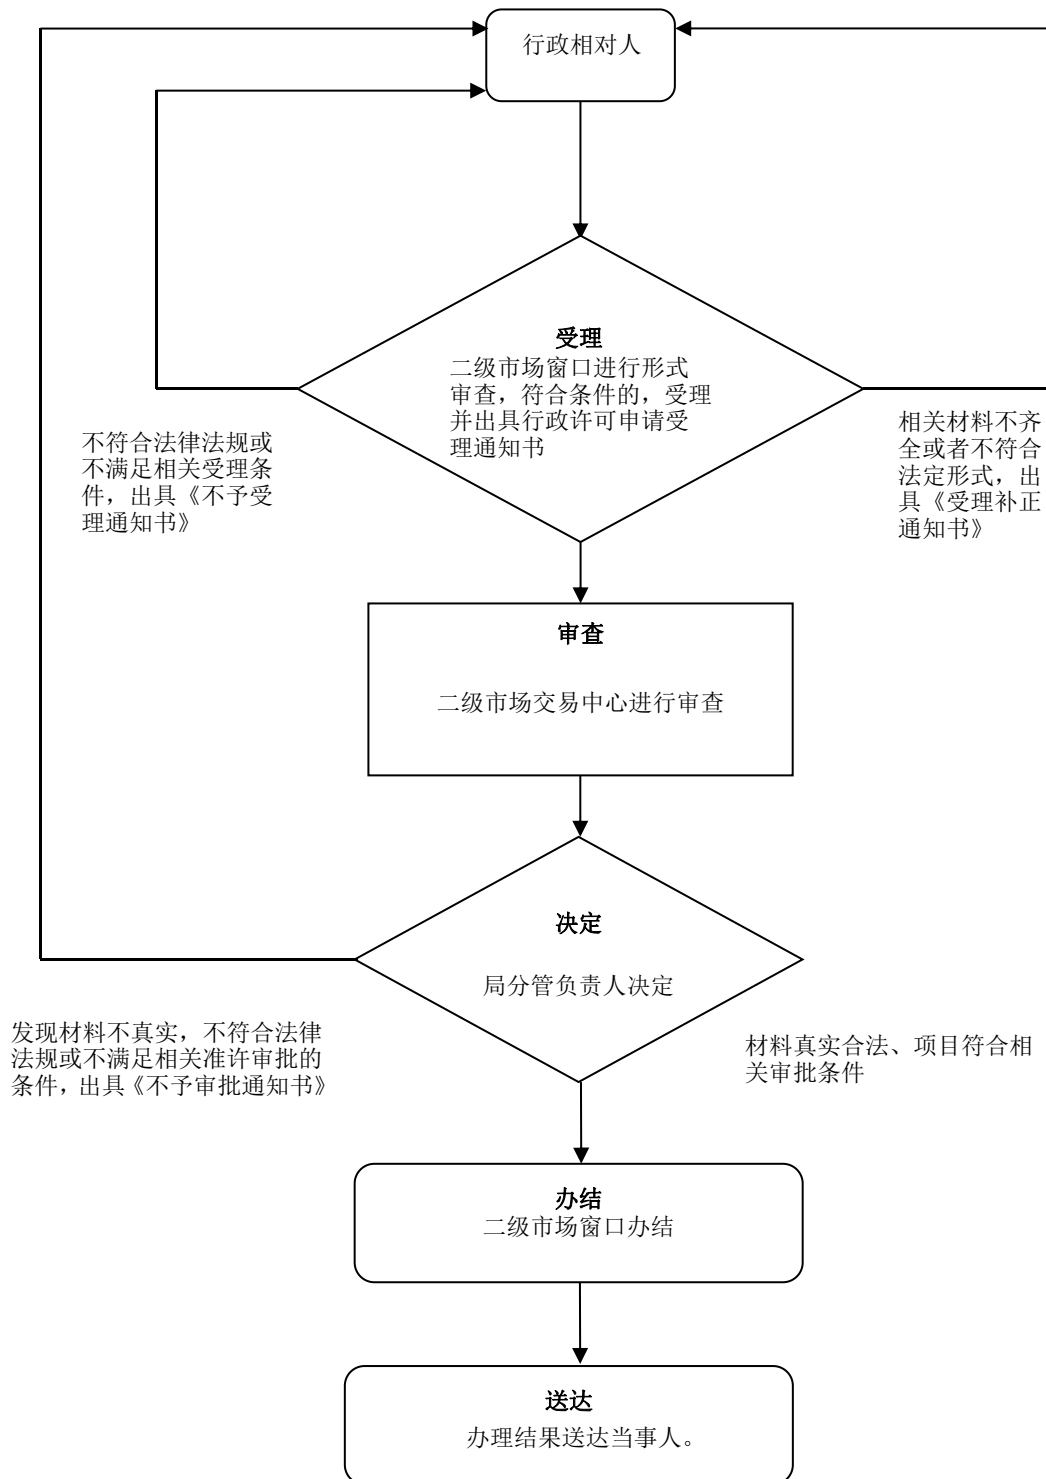 行政相对人
受理
二级市场窗口进行形式
审查，符合条件的，受理
并出具行政许可申请受
理通知书
不符合法律法规或
不满足相关受理条
件，出具《不予受
理通知书》
相关材料不齐
全或者不符合
法定形式，出
具《受理补正
通知书》
审查
二级市场交易中心进行审查
决定
局分管负责人决定
发现材料不真实，不符合法律
法规或不满足相关准许审批的
条件，出具《不予审批通知书》
材料真实合法、项目符合相
关审批条件
办结
二级市场窗口办结
送达
办理结果送达当事人。